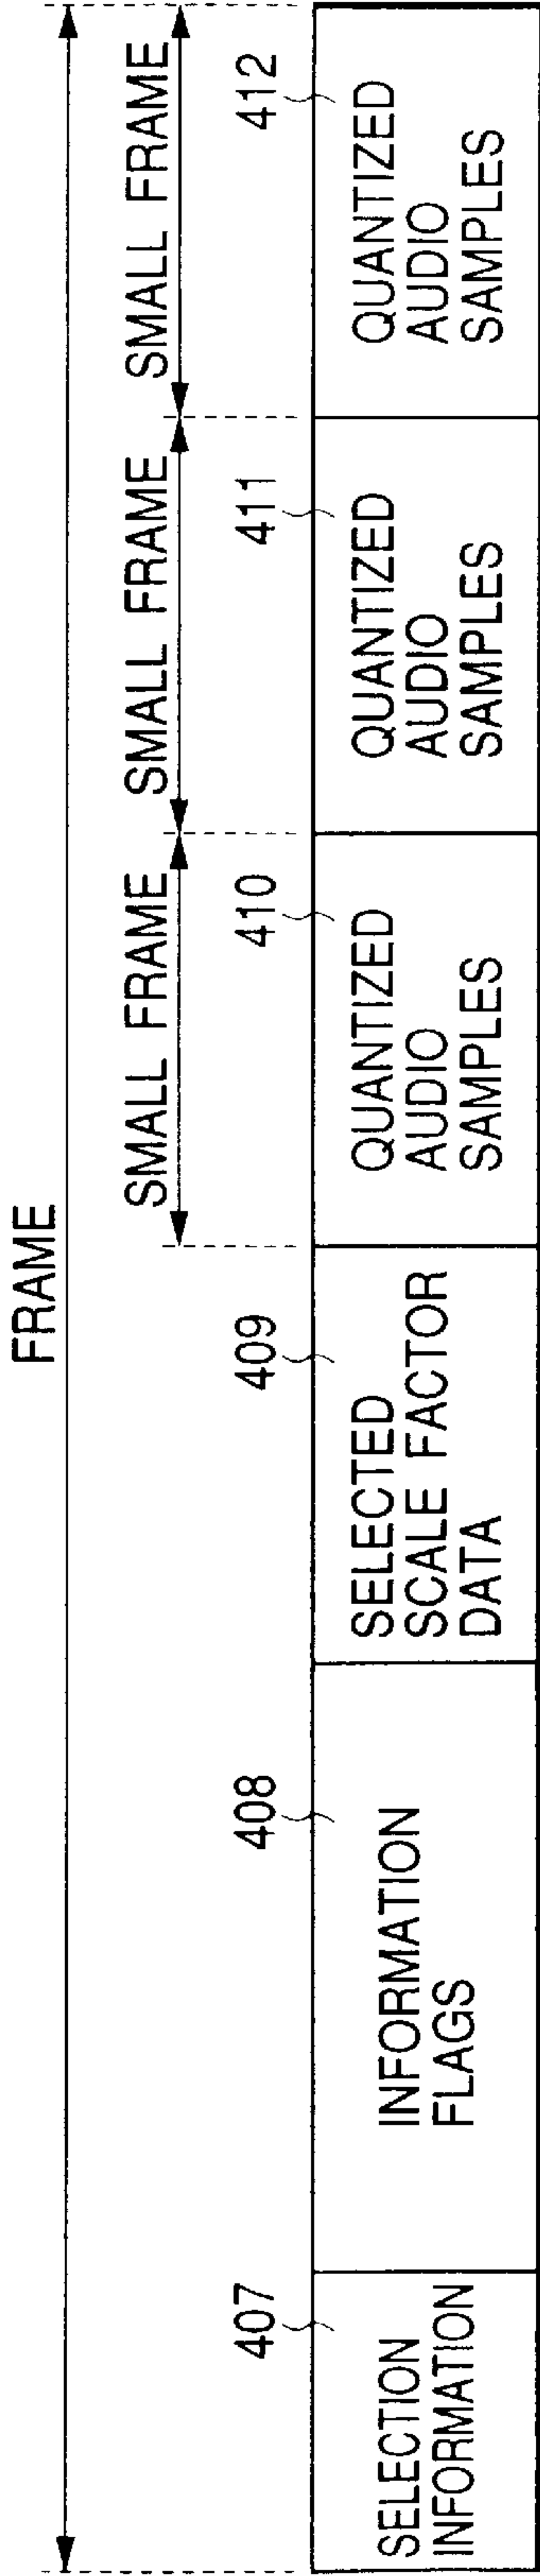 FRAME
SMALL FRAME
SMALL FRAME
SMALL FRAME
407
408
409
410
411
412
SELECTION
INFORMATION
INFORMATION
FLAGS
SELECTED
SCALE FACTOR
DATA
QUANTIZED
AUDIO
SAMPLES
QUANTIZED
AUDIO
SAMPLES
QUANTIZED
AUDIO
SAMPLES